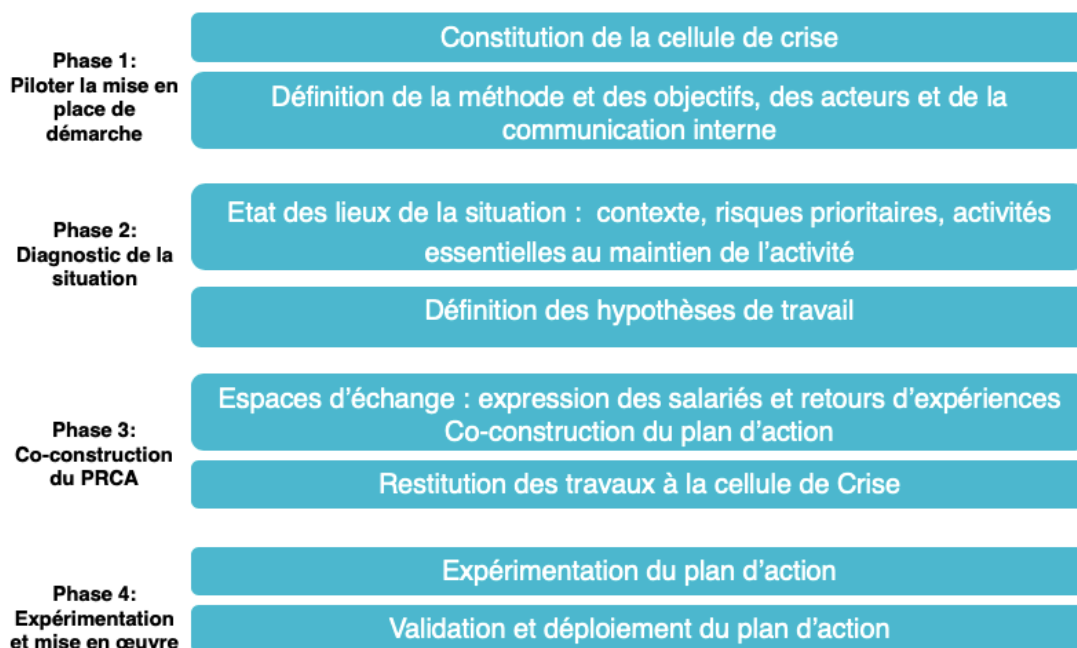 Phase 1:
Piloter la mise en
place de
démarche
Constitution de la cellule de crise
Définition de la méthode et des objectifs, des acteurs et de la
communication interne
Phase 2:
Diagnostic de la
situation
Etat des lieux de la situation : contexte, risques prioritaires, activités
essentielles au maintien de l'activité
Définition des hypothèses de travail
Phase 3:
Co-construction
du PRCA
Espaces d'échange : expression des salariés et retours d'expériences
Co-construction du plan d'action
Restitution des travaux à la cellule de Crise
Phase 4:
Expérimentation
et mise en œuvre
Expérimentation du plan d'action
Validation et déploiement du plan d'action